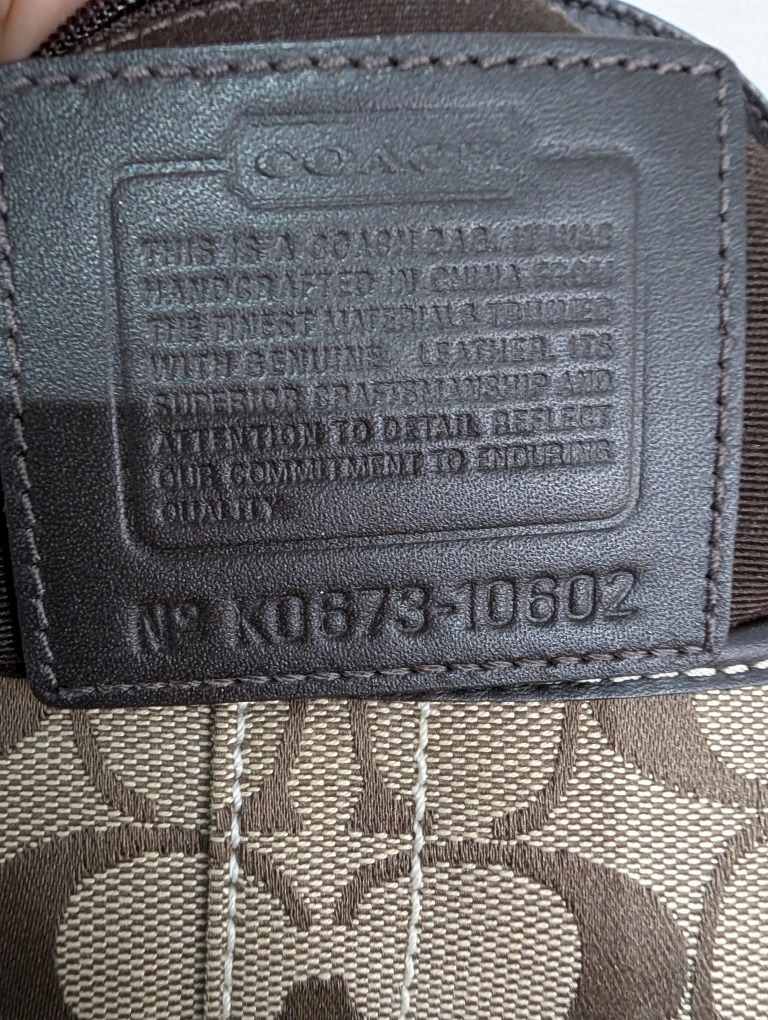 COACH
THIS IS A COACH BAG. IT WAS
HANDCRAFTED IN CHINA FROM
THE FINEST MATERIALS TRIMMED
WITH GENUINE LEATHER. ITS
SUPERIOR CRAFTSMANSHIP AND
ATTENTION TO DETAIL REFLECT
OUR COMMITMENT TO ENDURING
QUALITY.
Nº K0673-10602